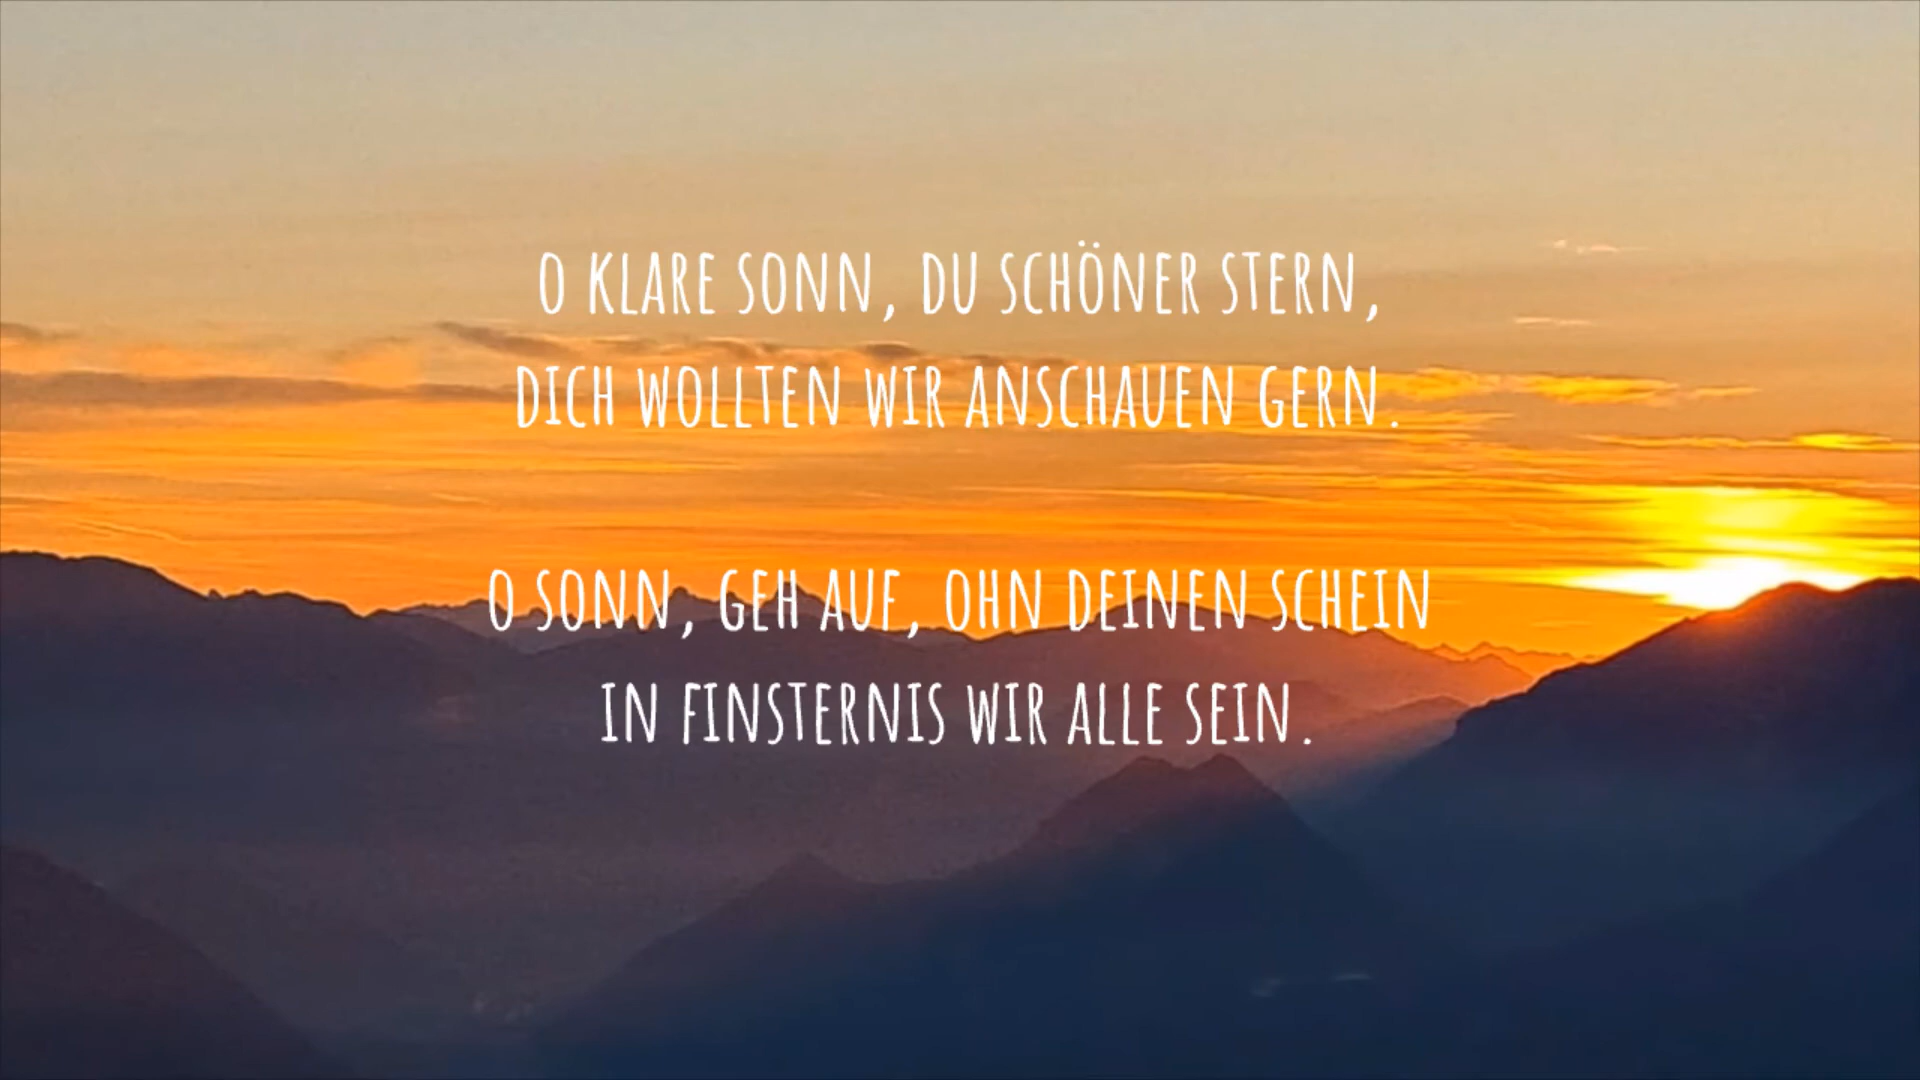 O KLARE SONN, DU SCHÖNER STERN,
DICH WOLLTEN WIR ANSCHAUEN GERN.
O SONN, GEH AUF, OHN DEINEN SCHEIN
IN FINSTERNIS WIR ALLE SEIN.